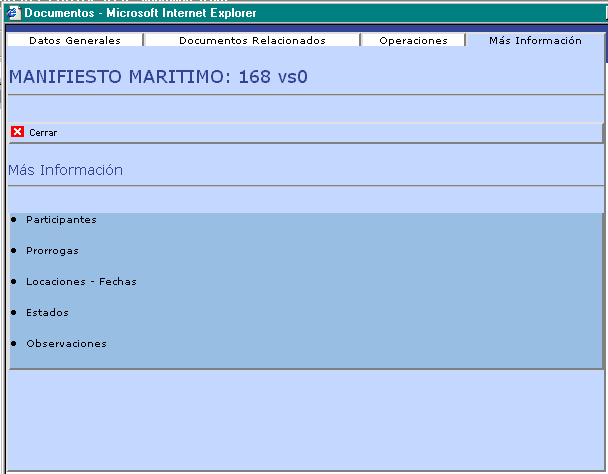 Documentos - Microsoft Internet Explorer
Datos Generales
Documentos Relacionados
Operaciones
Más Información
MANIFIESTO MARITIMO: 168 vs0
Cerrar
Más Información
Participantes
Prorrogas
Locaciones - Fechas
Estados
Observaciones